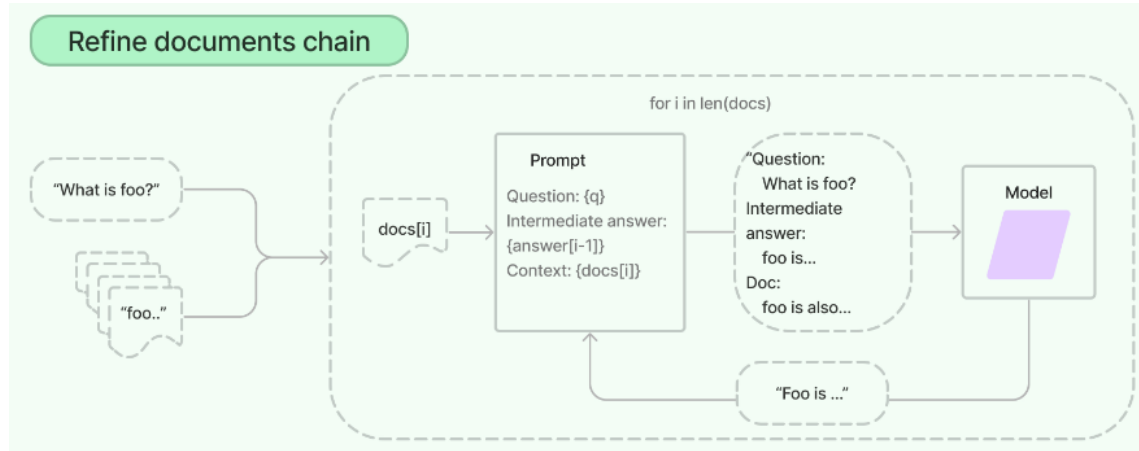 Refine documents chain
for i in len(docs)
“What is foo?”
“foo..”
docs[i]
Prompt
Question: {q}
Intermediate answer:
{answer[i-1]}
Context: {docs[i]}
“Question:
What is foo?
Intermediate
answer:
foo is...
Doc:
foo is also...
Model
“Foo is ...”